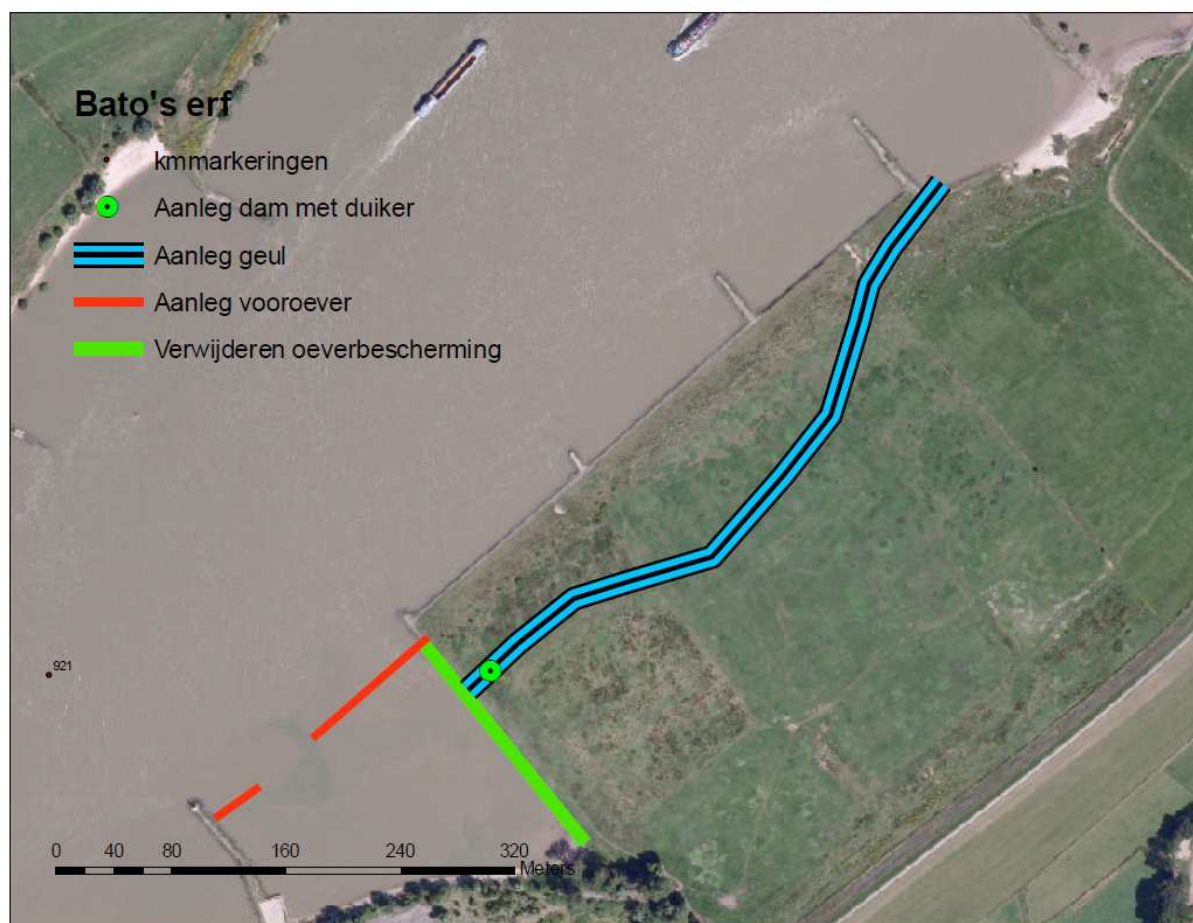 Bato's erf
kmmarkeringen
Aanleg dam met duiker
Aanleg geul
Aanleg vooroever
Verwijderen oeverbescherming
921
0 40 80 160 240 320
Meters